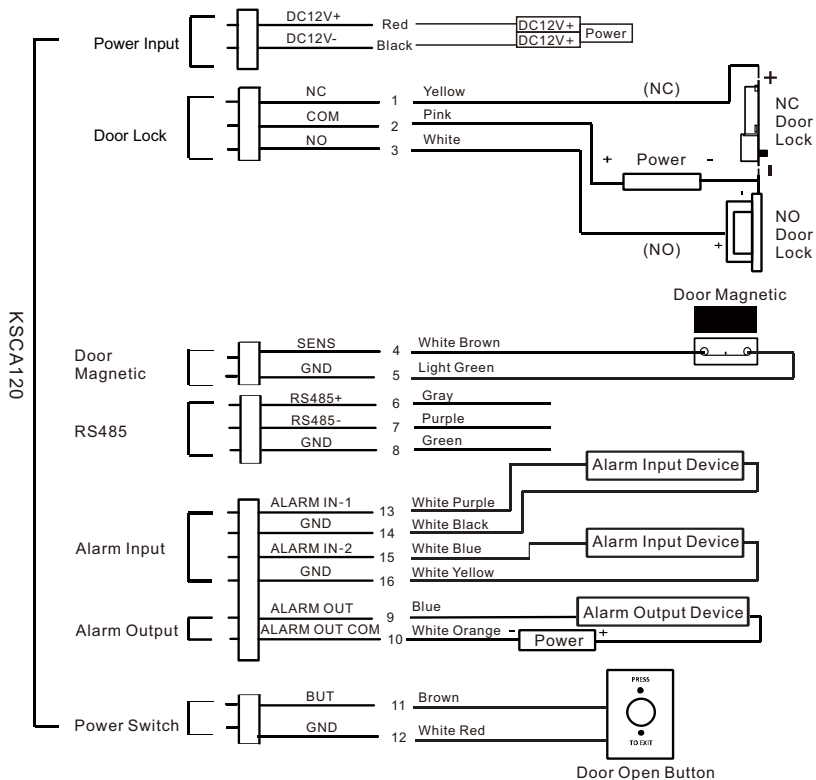 KSCA120
Power Input
DC12V+
Red
DC12V+
DC12V-
Black
DC12V+
Power
Door Lock
NC
1
Yellow
(NC)
COM
2
Pink
NO
3
White
+
NC
Door
Lock
-
+ Power -
-
+
NO
Door
Lock
(NO)
Door Magnetic
Door
Magnetic
SENS
4
White Brown
GND
5
Light Green
RS485
RS485+
6
Gray
RS485-
7
Purple
GND
8
Green
Alarm Input
ALARM IN-1
13
White Purple
Alarm Input Device
GND
14
White Black
ALARM IN-2
15
White Blue
Alarm Input Device
GND
16
White Yellow
Alarm Output
ALARM OUT
9
Blue
Alarm Output Device
ALARM OUT COM
10
White Orange
- Power +
Power Switch
BUT
11
Brown
GND
12
White Red
PRESS
TO EXIT
Door Open Button